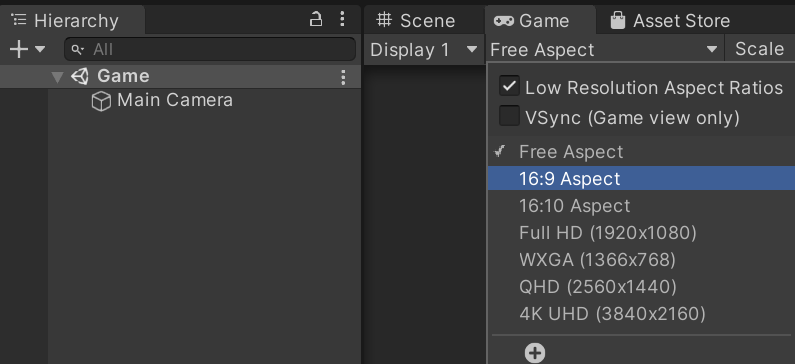 Hierarchy
All
Game
Main Camera
Scene
Game
Asset Store
Display 1
Free Aspect
Scale
Low Resolution Aspect Ratios
VSync (Game view only)
Free Aspect
16:9 Aspect
16:10 Aspect
Full HD (1920x1080)
WXGA (1366x768)
QHD (2560x1440)
4K UHD (3840x2160)